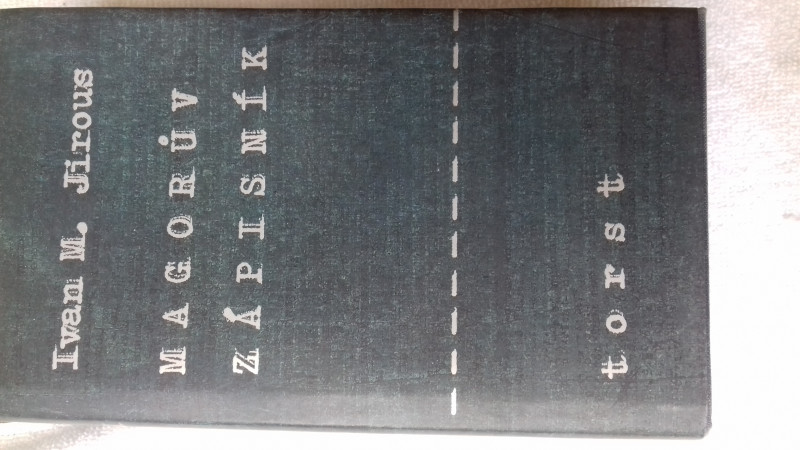 Ivan M. Jirous
MAGORŮV
ZÁPISNÍK
torst